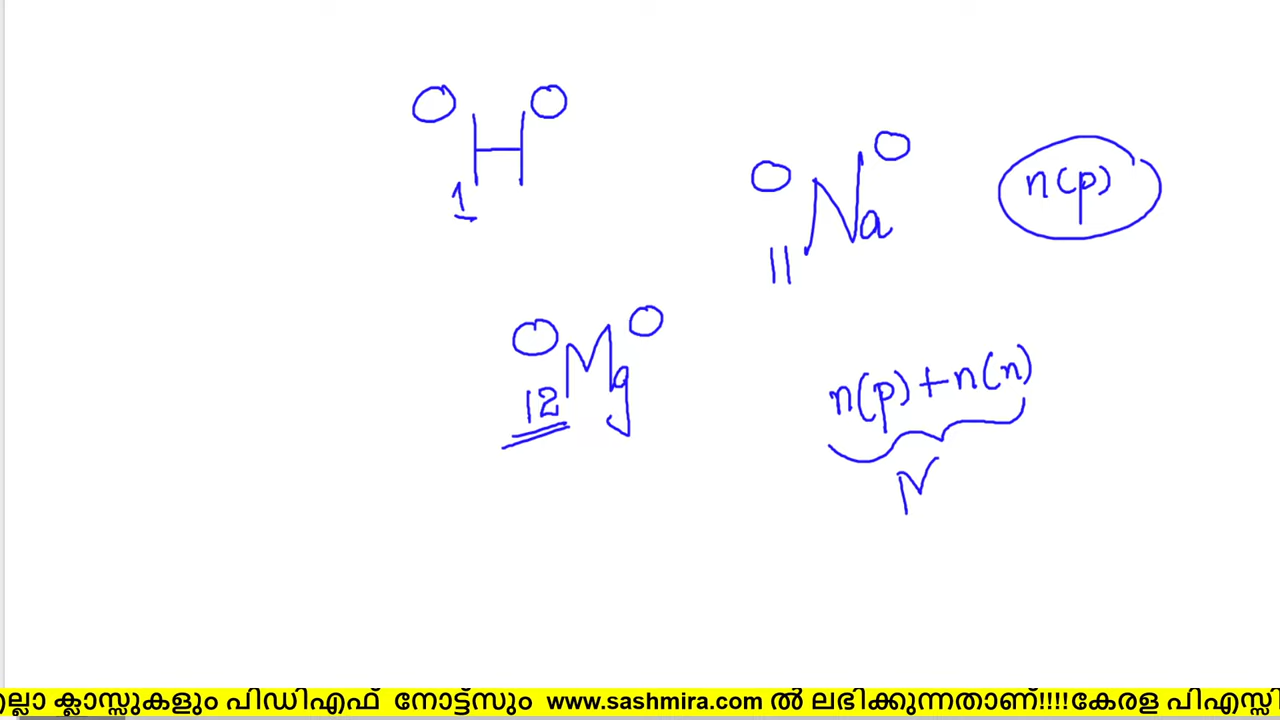 H
1
Na
11
n(p)
Mg
12
n(p)+n(n)
ല്ലാ ക്ലാസ്സുകളും പിഡിഎഫ് നോട്ട്സും www.sashmira.com ൽ ലഭിക്കുന്നതാണ്!!!!കേരള പിഎസ്സി